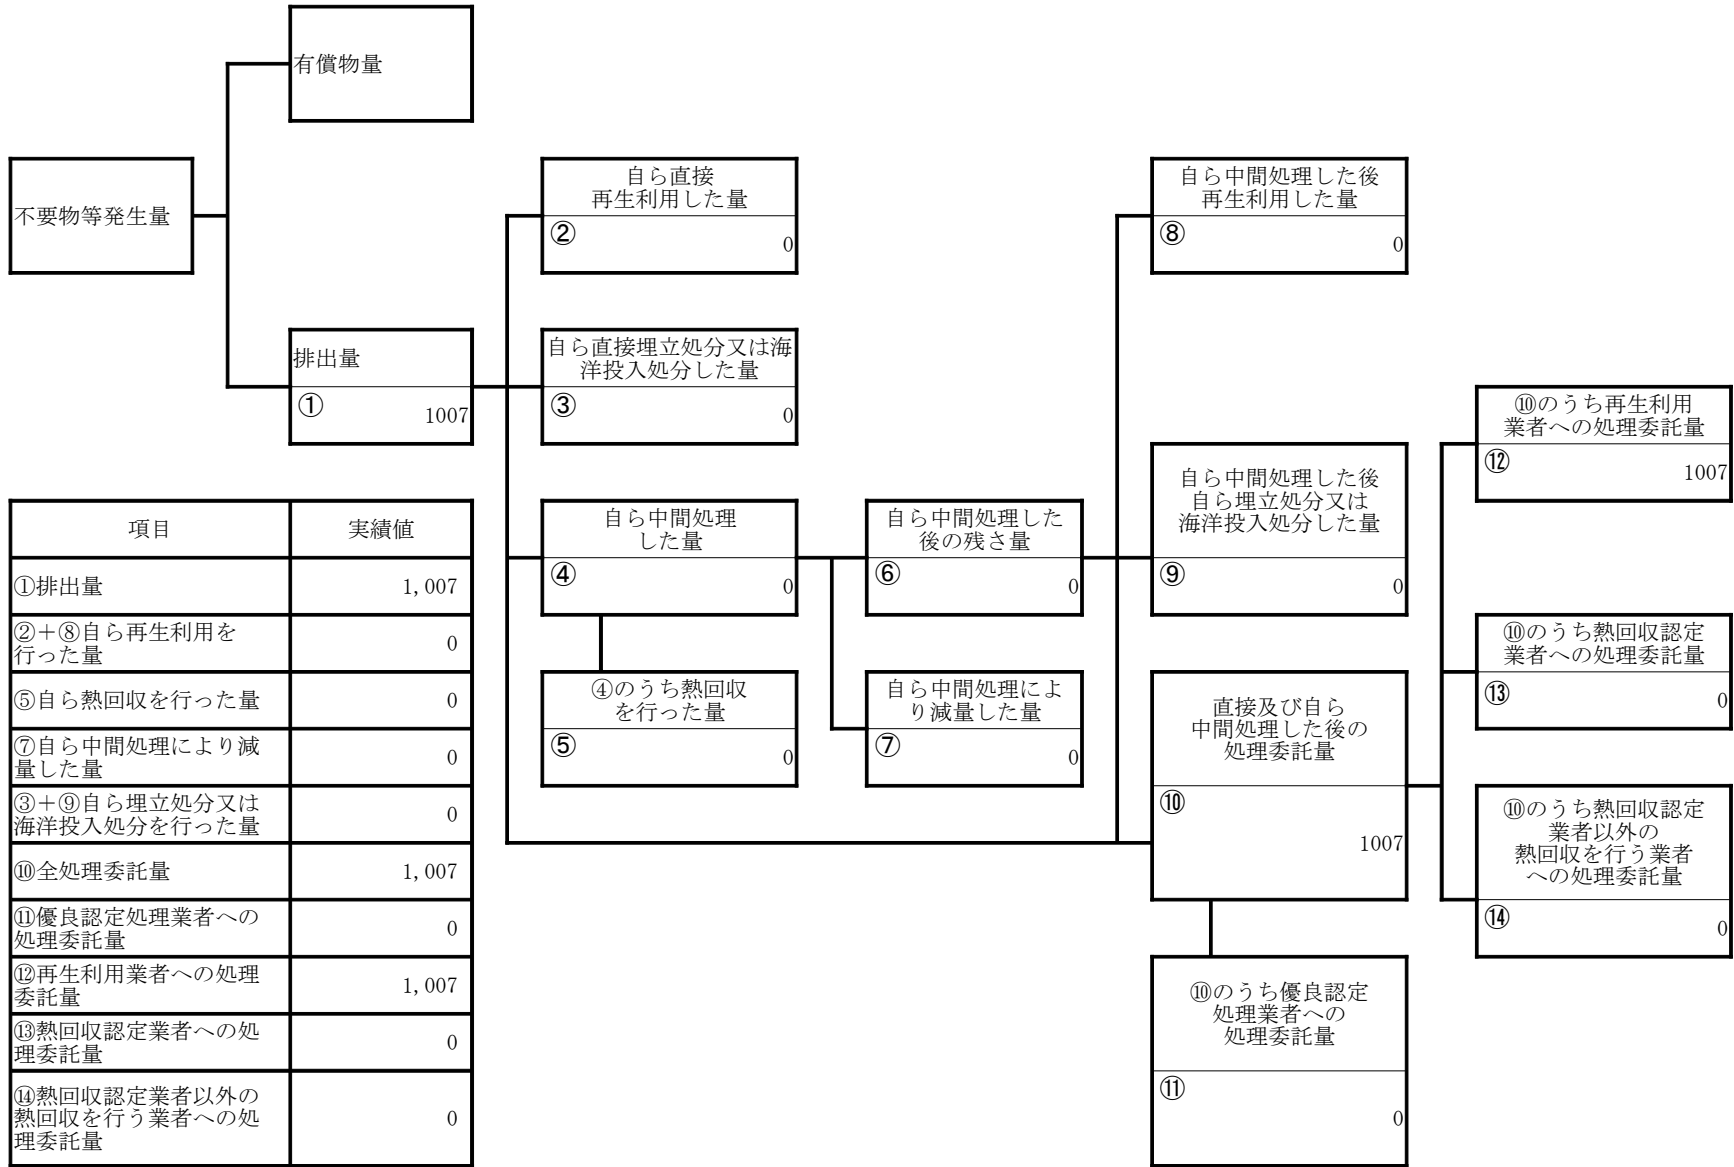 有償物量
不要物等発生量
自ら直接
再生利用した量
②
0
自ら中間処理した後
再生利用した量
⑧
0
排出量
①
1007
自ら直接埋立処分又は海
洋投入処分した量
③
0
⑩のうち再生利用
業者への処理委託量
⑫
1007
自ら中間処理
した量
④
0
自ら中間処理した
後の残さ量
⑥
0
自ら中間処理した後
自ら埋立処分又は
海洋投入処分した量
⑨
0
⑩のうち熱回収認定
業者への処理委託量
⑬
0
④のうち熱回収
を行った量
⑤
0
自ら中間処理によ
り減量した量
⑦
0
直接及び自ら
中間処理した後の
処理委託量
⑩
1007
⑩のうち熱回収認定
業者以外の
熱回収を行う業者
への処理委託量
⑭
0
⑩のうち優良認定
処理業者への
処理委託量
⑪
0
項目 実績値
①排出量 1,007
②+⑧自ら再生利用を
行った量 0
⑤自ら熱回収を行った量 0
⑦自ら中間処理により減
量した量 0
③+⑨自ら埋立処分又は
海洋投入処分を行った量 0
⑩全処理委託量 1,007
⑪優良認定処理業者への
処理委託量 0
⑫再生利用業者への処理
委託量 1,007
⑬熱回収認定業者への処
理委託量 0
⑭熱回収認定業者以外の
熱回収を行う業者への処
理委託量 0